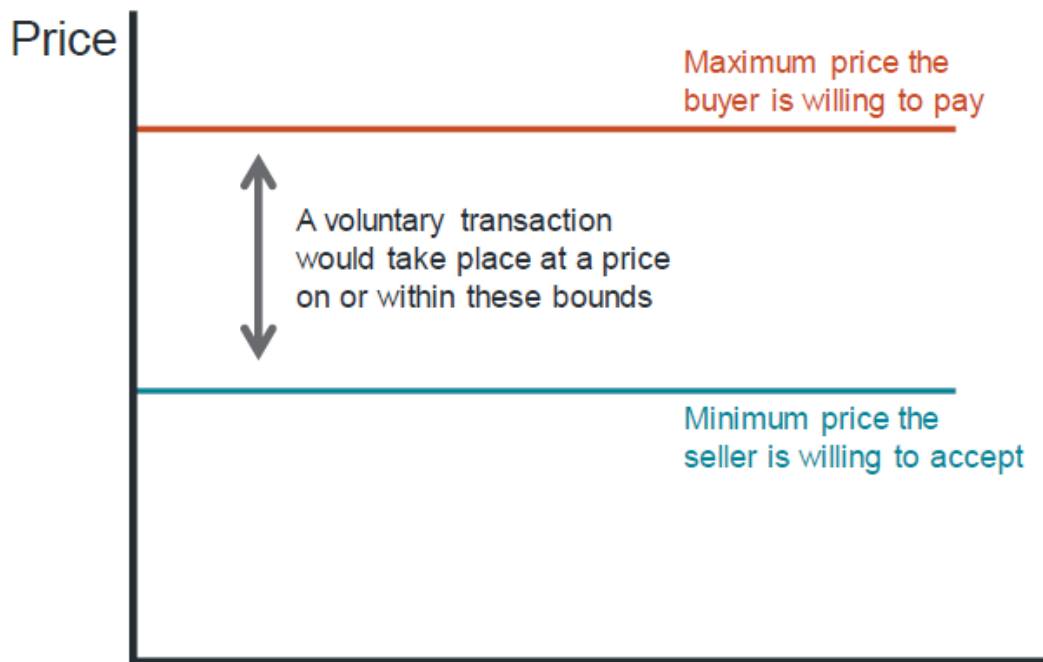 Price
Maximum price the
buyer is willing to pay
A voluntary transaction
would take place at a price
on or within these bounds
Minimum price the
seller is willing to accept